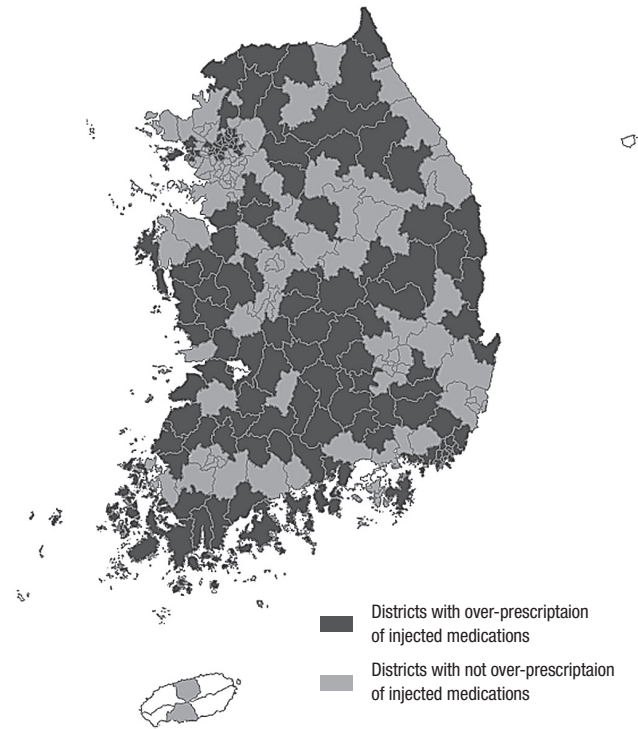 Districts with over-prescriptaion
of injected medications
Districts with not over-prescriptaion
of injected medications